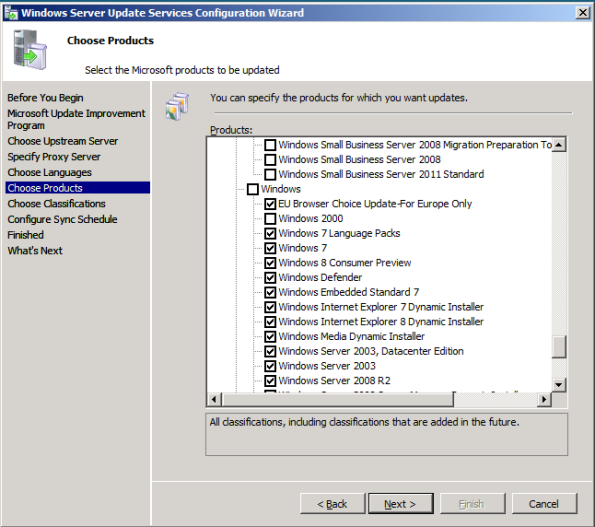 Windows Server Update Services Configuration Wizard
Choose Products
Select the Microsoft products to be updated
Before You Begin
Microsoft Update Improvement
Program
Choose Upstream Server
Specify Proxy Server
Choose Languages
Choose Products
Choose Classifications
Configure Sync Schedule
Finished
What's Next
You can specify the products for which you want updates.
Products:
Windows Small Business Server 2008 Migration Preparation To
Windows Small Business Server 2008
Windows Small Business Server 2011 Standard
Windows
EU Browser Choice Update-For Europe Only
Windows 2000
Windows 7 Language Packs
Windows 7
Windows 8 Consumer Preview
Windows Defender
Windows Embedded Standard 7
Windows Internet Explorer 7 Dynamic Installer
Windows Internet Explorer 8 Dynamic Installer
Windows Media Dynamic Installer
Windows Server 2003, Datacenter Edition
Windows Server 2003
Windows Server 2008 R2
All classifications, including classifications that are added in the future.
< Back
Next >
Finish
Cancel